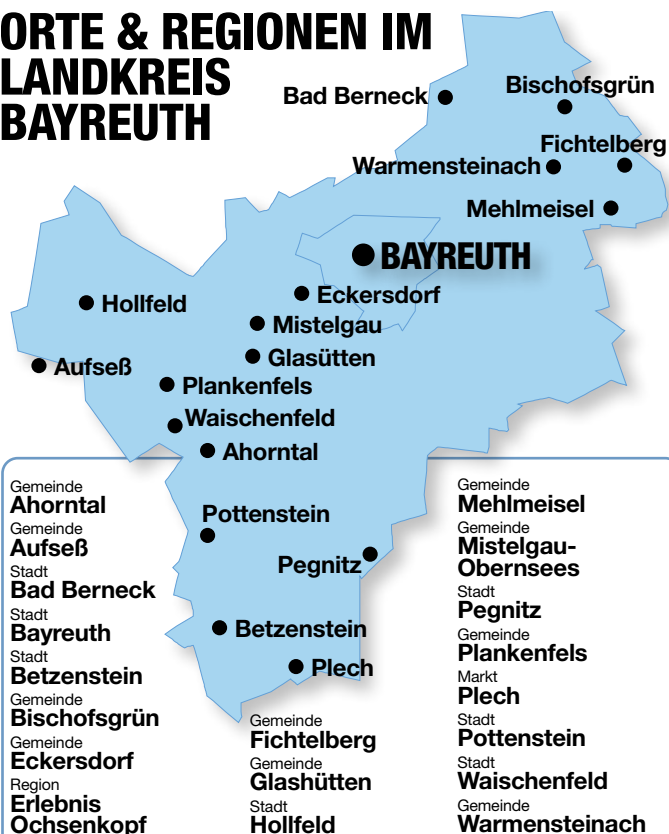 ORTE & REGIONEN IM
LANDKREIS
BAYREUTH
Bad Berneck
Bischofsgrün
Fichtelberg
Warmensteinach
Mehlmeisel
BAYREUTH
Eckersdorf
Hollfeld
Mistelgau
Glasütten
Aufseß
Plankenfels
Waischenfeld
Ahorntal
Pottenstein
Pegnitz
Betzenstein
Plech
Gemeinde
Ahorntal
Gemeinde
Aufseß
Stadt
Bad Berneck
Stadt
Bayreuth
Stadt
Betzenstein
Gemeinde
Bischofsgrün
Gemeinde
Eckersdorf
Region
Erlebnis
Ochsenkopf
Gemeinde
Fichtelberg
Gemeinde
Glashütten
Stadt
Hollfeld
Gemeinde
Mehlmeisel
Gemeinde
Mistelgau-
Obernsees
Stadt
Pegnitz
Gemeinde
Plankenfels
Markt
Plech
Stadt
Pottenstein
Stadt
Waischenfeld
Gemeinde
Warmensteinach